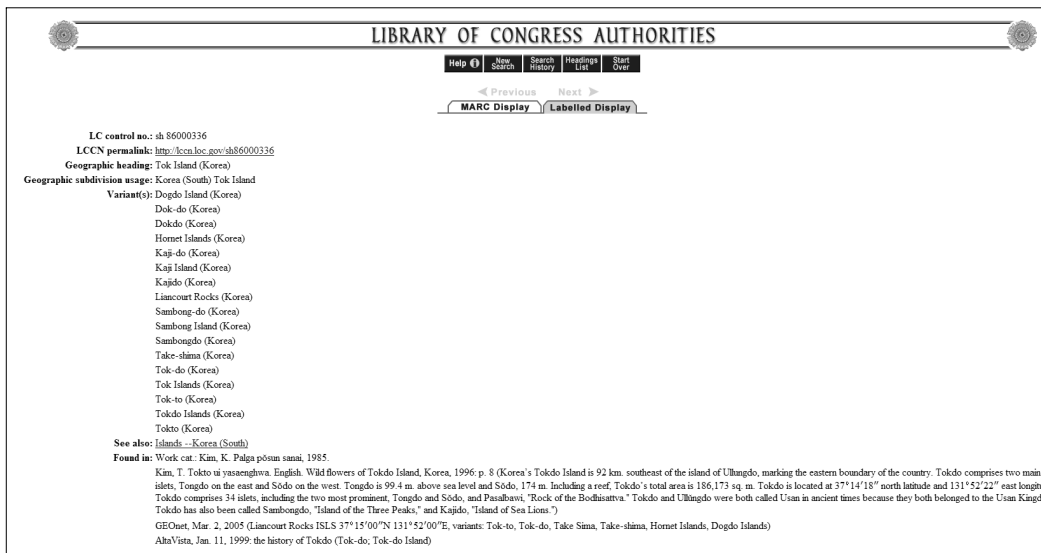 LIBRARY OF CONGRESS AUTHORITIES
Help New Search Search History Headings List Start Over
Previous Next
MARC Display Labelled Display
LC control no.: sh 86000336
LCCN permalink: http://lccn.loc.gov/sh86000336
Geographic heading: Tok Island (Korea)
Geographic subdivision usage: Korea (South) Tok Island
Variant(s): Dogdo Island (Korea)
Dok-do (Korea)
Dokdo (Korea)
Hornet Islands (Korea)
Kaji-do (Korea)
Kaji Island (Korea)
Kajido (Korea)
Liancourt Rocks (Korea)
Sambong-do (Korea)
Sambong Island (Korea)
Sambongdo (Korea)
Take-shima (Korea)
Tok-do (Korea)
Tok Islands (Korea)
Tok-to (Korea)
Tokdo Islands (Korea)
Tokto (Korea)
See also: Islands --Korea (South)
Found in: Work cat.: Kim, K. Palga pŏsun sanai, 1985.
Kim, T. Tokto ui yasaenghwa. English. Wild flowers of Tokdo Island, Korea, 1996: p. 8 (Korea's Tokdo Island is 92 km. southeast of the island of Ullungdo, marking the eastern boundary of the country. Tokdo comprises two main
islets, Tongdo on the east and Sŏdo on the west. Tongdo is 99.4 m. above sea level and Sŏdo, 174 m. Including a reef, Tokdo's total area is 186,173 sq. m. Tokdo is located at 37°14′18″ north latitude and 131°52′22″ east longitu
Tokdo comprises 34 islets, including the two most prominent, Tongdo and Sŏdo, and Pasalbawi, "Rock of the Bodhisattva." Tokdo and Ullŭngdo were both called Usan in ancient times because they both belonged to the Usan Kingd
Tokdo has also been called Sambongdo, "Island of the Three Peaks," and Kajido, "Island of Sea Lions.")
GEOnet, Mar. 2, 2005 (Liancourt Rocks ISLS 37°15′00″N 131°52′00″E, variants: Tok-to, Tok-do, Take Sima, Take-shima, Hornet Islands, Dogdo Islands)
AltaVista, Jan. 11, 1999: the history of Tokdo (Tok-do; Tok-do Island)